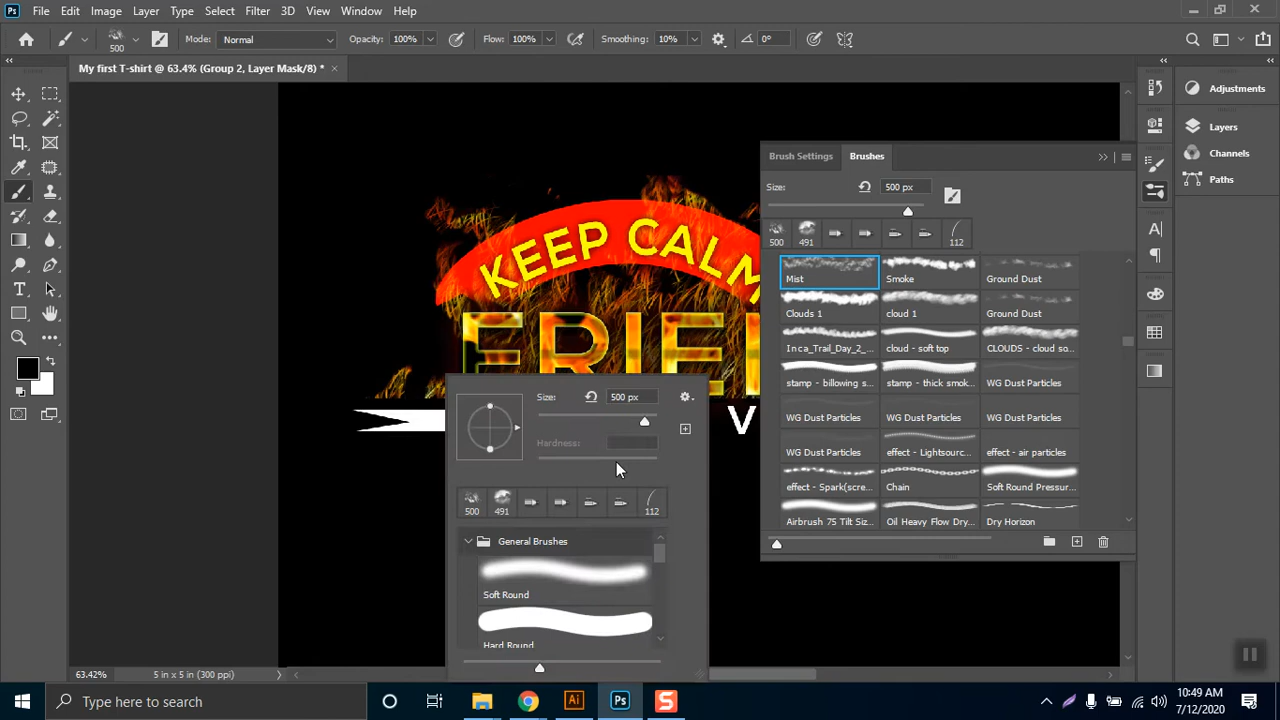 Ps File Edit Image Layer Type Select Filter 3D View Window Help
500 Mode: Normal Opacity: 100% Flow: 100% Smoothing: 10% 0°
My first T-shirt @ 63.4% (Group 2, Layer Mask/8) * ×
KEEP CALM
FRIE
V
Brush Settings Brushes
Size: 500 px
500 491 112
Mist Smoke Ground Dust
Clouds 1 cloud 1 Ground Dust
Inca_Trail_Day_2_... cloud - soft top CLOUDS - cloud so...
stamp - billowing s... stamp - thick smok... WG Dust Particles
WG Dust Particles WG Dust Particles WG Dust Particles
WG Dust Particles effect - Lightsourc... effect - air particles
effect - Spark(scre... Chain Soft Round Pressur...
Airbrush 75 Tilt Siz... Oil Heavy Flow Dry... Dry Horizon
Adjustments
Layers
Channels
Paths
Size: 500 px
Hardness:
500 491 112
General Brushes
Soft Round
Hard Round
63.42% 5 in x 5 in (300 ppi)
Type here to search
Ai Ps S
10:49 AM
7/12/2020